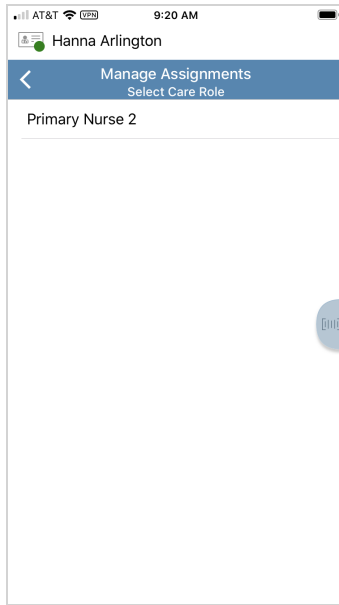 AT&T VPN 9:20 AM
Hanna Arlington
Manage Assignments
Select Care Role
Primary Nurse 2